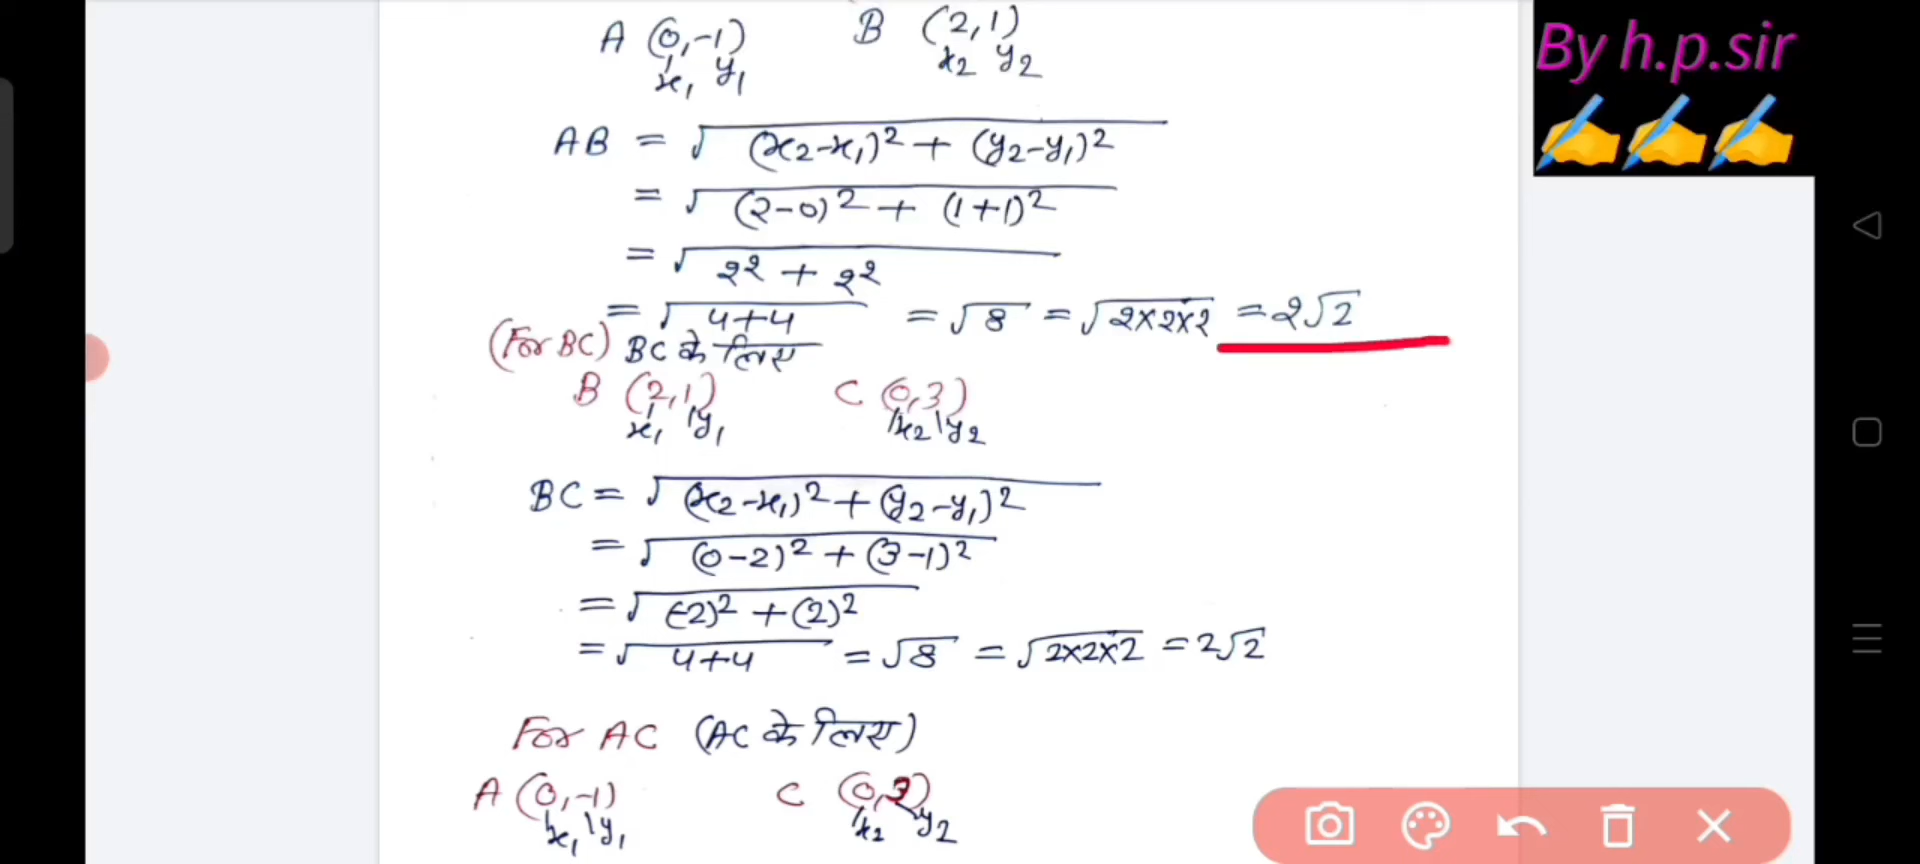 A (0,-1) B (2,1)
x₁ y₁ x₂ y₂
AB = √(x₂-x₁)² + (y₂-y₁)²
= √(2-0)² + (1+1)²
= √2² + 2²
= √4+4 = √8 = √2×2×2 = 2√2
(For BC) BC के लिए
B (2,1) C (0,3)
x₁ y₁ x₂ y₂
BC = √(x₂-x₁)² + (y₂-y₁)²
= √(0-2)² + (3-1)²
= √(-2)² + (2)²
= √4+4 = √8 = √2×2×2 = 2√2
For AC (AC के लिए)
A (0,-1) C (0,3)
x₁ y₁ x₂ y₂
By h.p.sir